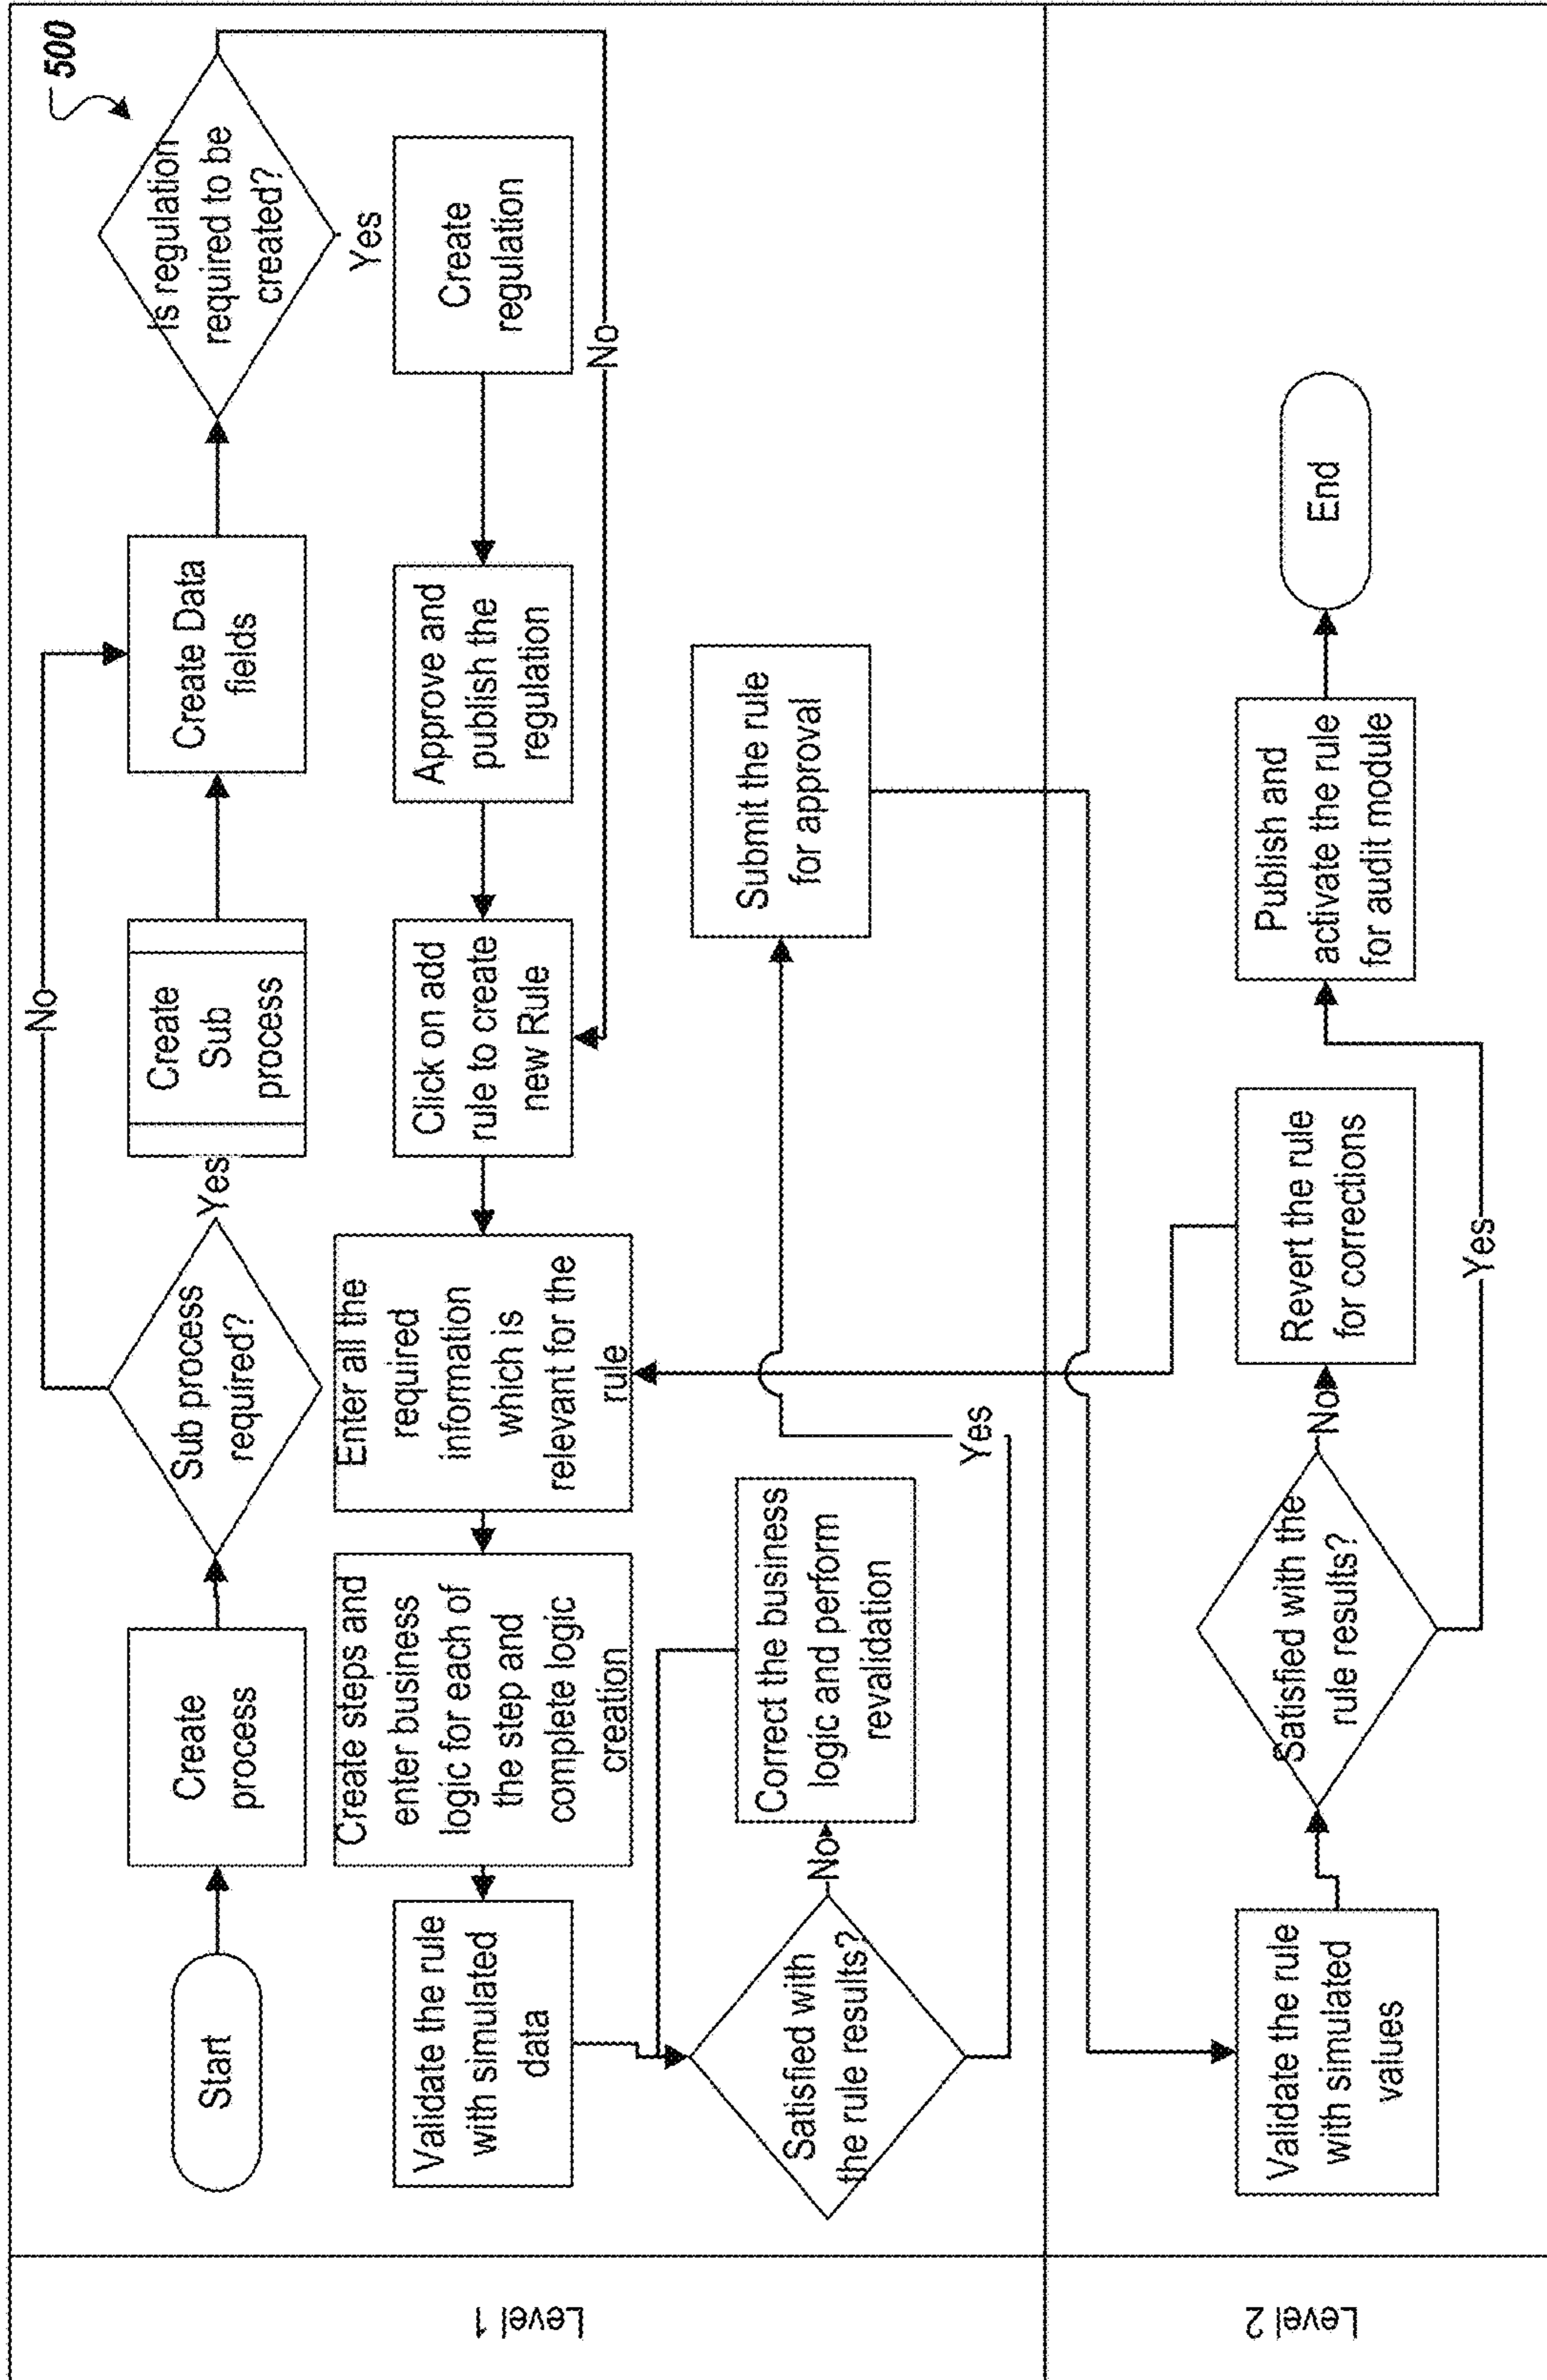 500
Start
Create
process
Sub process
required?
Yes
No
Create
Sub
process
Create Data
fields
Is regulation
required to be
created?
Yes
No
Create
regulation
Approve and
publish the
regulation
Click on add
rule to create
new Rule
Enter all the
required
information
which is
relevant for the
rule
Create steps and
enter business
logic for each of
the step and
complete logic
creation
Validate the rule
with simulated
data
Satisfied with
the rule results?
No
Yes
Correct the business
logic and perform
revalidation
Submit the rule
for approval
Level 1
Validate the rule
with simulated
values
Satisfied with the
rule results?
No
Yes
Revert the rule
for corrections
Publish and
activate the rule
for audit module
End
Level 2